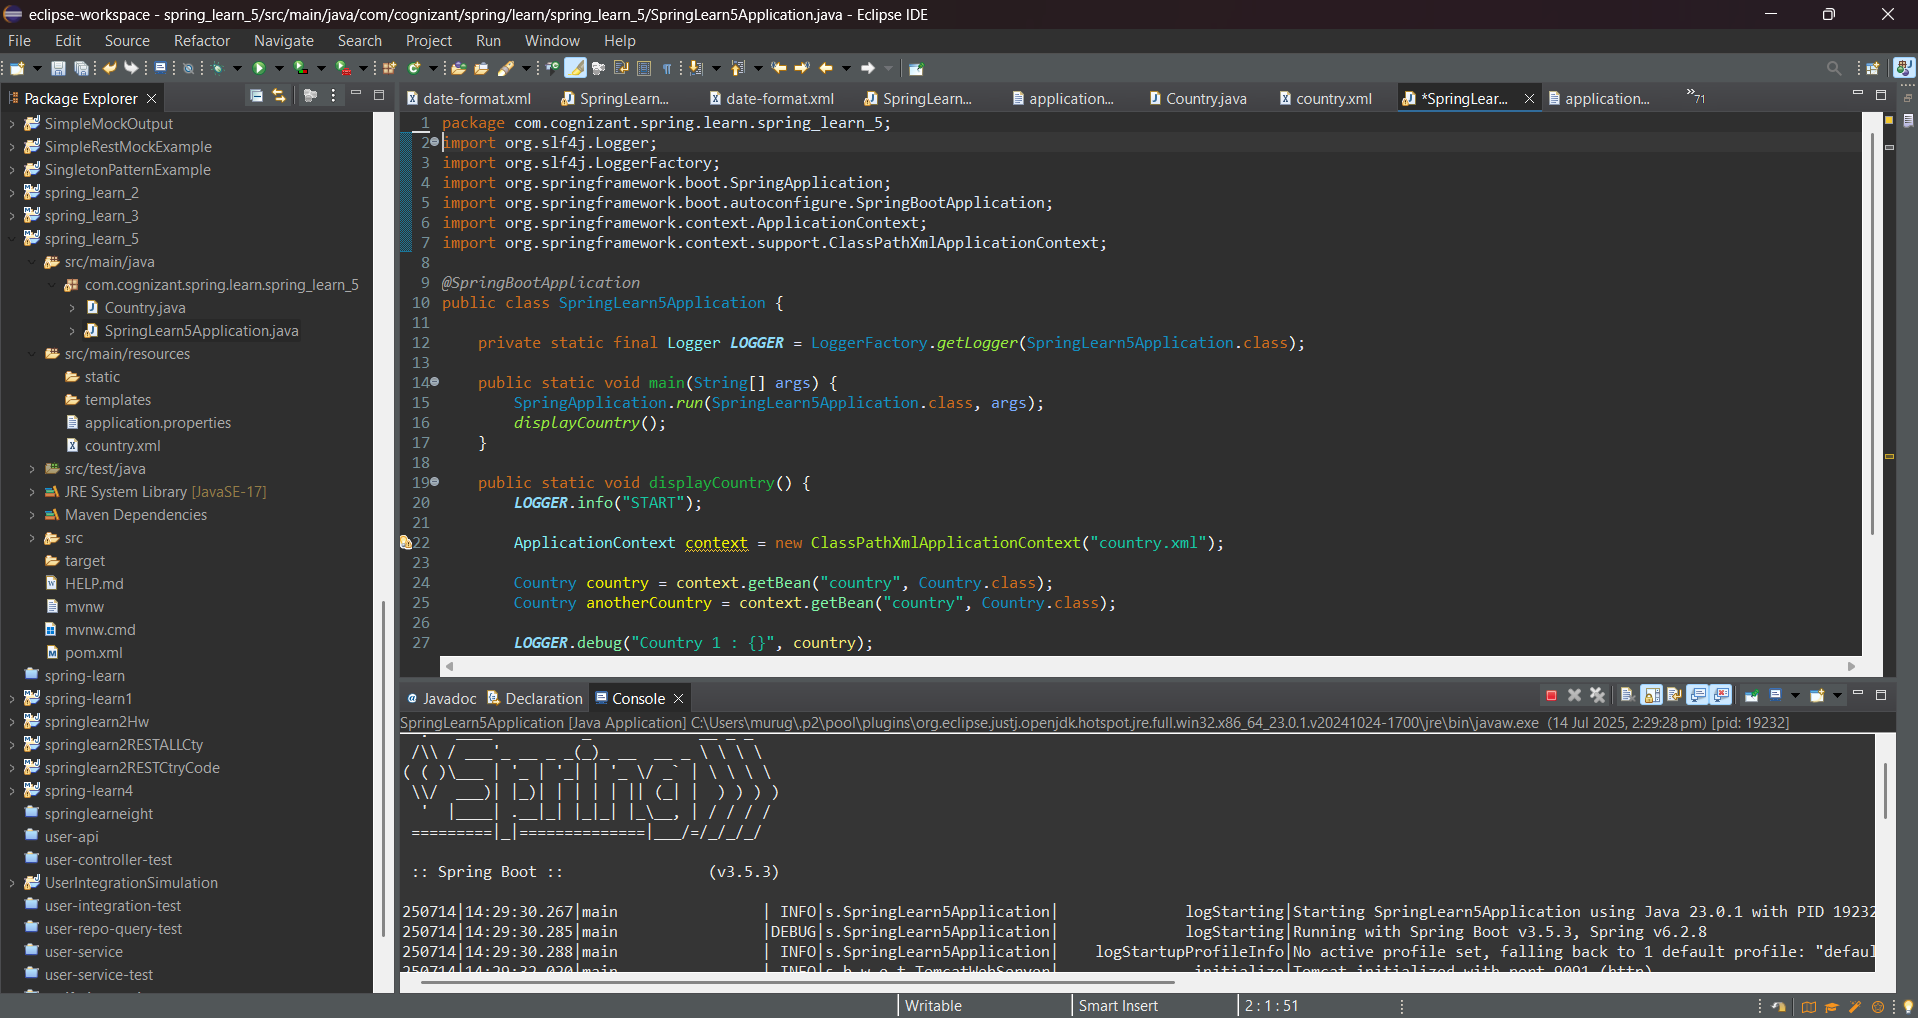 eclipse-workspace - spring_learn_5/src/main/java/com/cognizant/spring/learn/spring_learn_5/SpringLearn5Application.java - Eclipse IDE
File Edit Source Refactor Navigate Search Project Run Window Help
Package Explorer
SimpleMockOutput
SimpleRestMockExample
SingletonPatternExample
spring_learn_2
spring_learn_3
spring_learn_5
src/main/java
com.cognizant.spring.learn.spring_learn_5
Country.java
SpringLearn5Application.java
src/main/resources
static
templates
application.properties
country.xml
src/test/java
JRE System Library [JavaSE-17]
Maven Dependencies
src
target
HELP.md
mvnw
mvnw.cmd
pom.xml
spring-learn
spring-learn1
springlearn2Hw
springlearn2RESTALLCty
springlearn2RESTCtryCode
spring-learn4
springlearneight
user-api
user-controller-test
UserIntegrationSimulation
user-integration-test
user-repo-query-test
user-service
user-service-test
date-format.xml SpringLearn... date-format.xml SpringLearn... application... Country.java country.xml *SpringLear... application... »71
1 package com.cognizant.spring.learn.spring_learn_5;
2 import org.slf4j.Logger;
3 import org.slf4j.LoggerFactory;
4 import org.springframework.boot.SpringApplication;
5 import org.springframework.boot.autoconfigure.SpringBootApplication;
6 import org.springframework.context.ApplicationContext;
7 import org.springframework.context.support.ClassPathXmlApplicationContext;
8
9 @SpringBootApplication
10 public class SpringLearn5Application {
11
12 private static final Logger LOGGER = LoggerFactory.getLogger(SpringLearn5Application.class);
13
14 public static void main(String[] args) {
15 SpringApplication.run(SpringLearn5Application.class, args);
16 displayCountry();
17 }
18
19 public static void displayCountry() {
20 LOGGER.info("START");
21
22 ApplicationContext context = new ClassPathXmlApplicationContext("country.xml");
23
24 Country country = context.getBean("country", Country.class);
25 Country anotherCountry = context.getBean("country", Country.class);
26
27 LOGGER.debug("Country 1 : {}", country);
Javadoc Declaration Console
SpringLearn5Application [Java Application] C:\Users\murug\.p2\pool\plugins\org.eclipse.justj.openjdk.hotspot.jre.full.win32.x86_64_23.0.1.v20241024-1700\jre\bin\javaw.exe (14 Jul 2025, 2:29:28 pm) [pid: 19232]
Spring
:: Spring Boot :: (v3.5.3)
250714|14:29:30.267|main | INFO|s.SpringLearn5Application| logStarting|Starting SpringLearn5Application using Java 23.0.1 with PID 19232
250714|14:29:30.285|main |DEBUG|s.SpringLearn5Application| logStarting|Running with Spring Boot v3.5.3, Spring v6.2.8
250714|14:29:30.288|main | INFO|s.SpringLearn5Application| logStartupProfileInfo|No active profile set, falling back to 1 default profile: "defaul
250714|14:29:32.020|main | INFO|s.b.w.e.t.TomcatWebServer| initialize|Tomcat initialized with port 9091 (http)
Writable Smart Insert 2 : 1 : 51